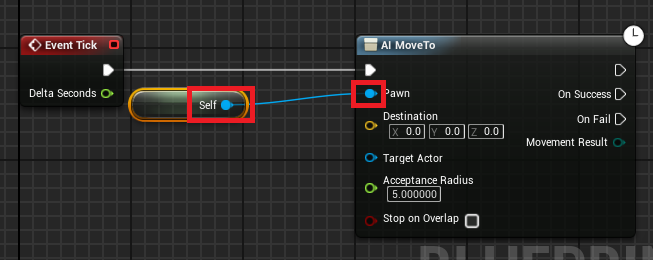 Event Tick
Delta Seconds
Self
AI MoveTo
Pawn
On Success
Destination
X 0.0 Y 0.0 Z 0.0
On Fail
Movement Result
Target Actor
Acceptance Radius
5.000000
Stop on Overlap